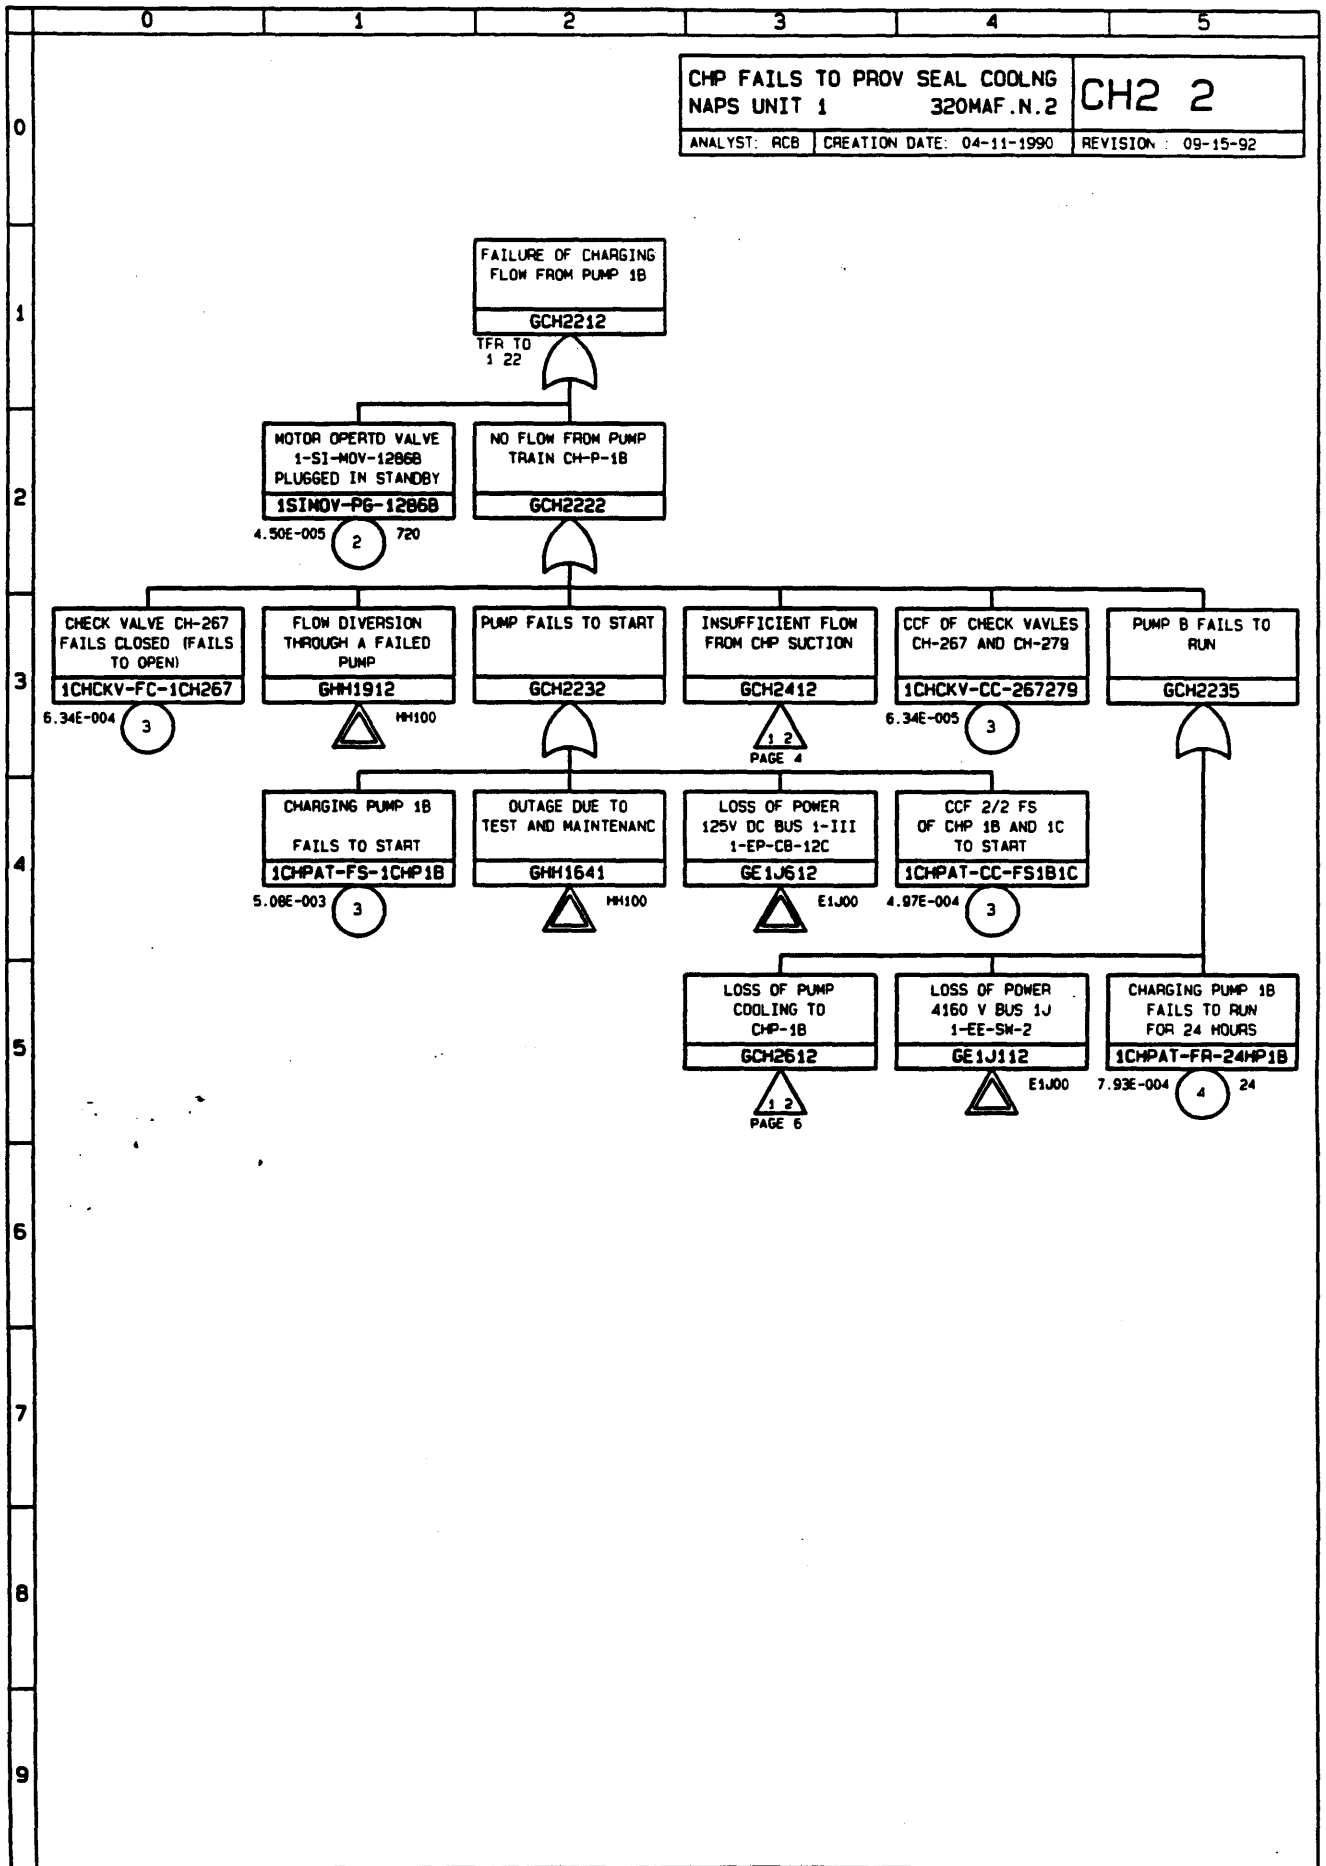 0 1 2 3 4 5
CHP FAILS TO PROV SEAL COOLNG
NAPS UNIT 1 320MAF.N.2
CH2 2
ANALYST: RCB CREATION DATE: 04-11-1990 REVISION : 09-15-92
0
FAILURE OF CHARGING
FLOW FROM PUMP 1B
GCH2212
TFR TO
1 22
1
MOTOR OPERTD VALVE
1-SI-MOV-1286B
PLUGGED IN STANDBY
1SIMOV-PG-1286B
4.50E-005 2 720
NO FLOW FROM PUMP
TRAIN CH-P-1B
GCH2222
2
CHECK VALVE CH-267
FAILS CLOSED (FAILS
TO OPEN)
1CHCKV-FC-1CH267
6.34E-004 3
FLOW DIVERSION
THROUGH A FAILED
PUMP
GHH1912
HH100
PUMP FAILS TO START
GCH2232
INSUFFICIENT FLOW
FROM CHP SUCTION
GCH2412
1 2
PAGE 4
CCF OF CHECK VAVLES
CH-267 AND CH-279
1CHCKV-CC-267279
6.34E-005 3
PUMP B FAILS TO
RUN
GCH2235
3
CHARGING PUMP 1B
FAILS TO START
1CHPAT-FS-1CHP1B
5.08E-003 3
OUTAGE DUE TO
TEST AND MAINTENANC
GHH1641
HH100
LOSS OF POWER
125V DC BUS 1-III
1-EP-CB-12C
GE1J612
E1J00
CCF 2/2 FS
OF CHP 1B AND 1C
TO START
1CHPAT-CC-FS1B1C
4.97E-004 3
4
LOSS OF PUMP
COOLING TO
CHP-1B
GCH2612
1 2
PAGE 6
LOSS OF POWER
4160 V BUS 1J
1-EE-SW-2
GE1J112
E1J00
CHARGING PUMP 1B
FAILS TO RUN
FOR 24 HOURS
1CHPAT-FR-24HP1B
7.93E-004 4 24
5
6
7
8
9